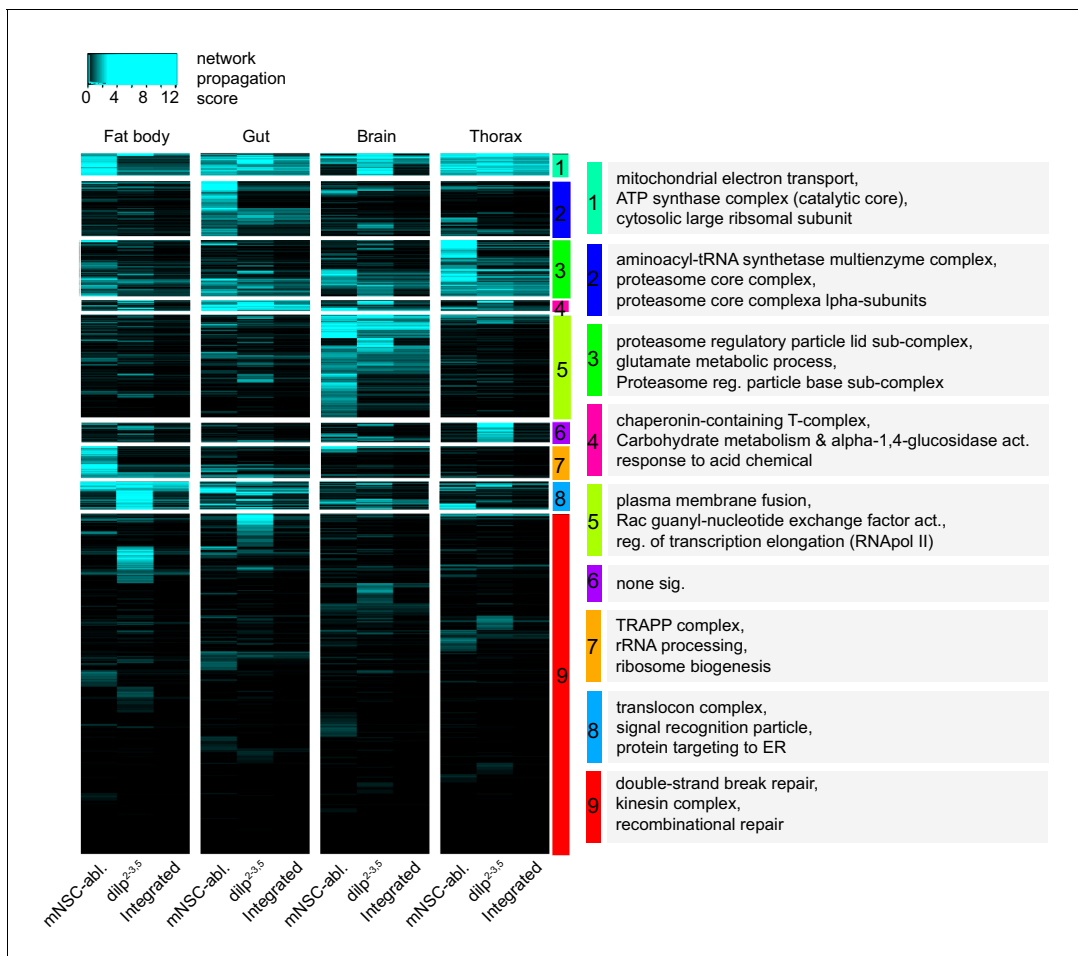 network
propagation
score
0 4 8 12
Fat body Gut Brain Thorax
1
2
3
4
5
6
7
8
9
1
mitochondrial electron transport,
ATP synthase complex (catalytic core),
cytosolic large ribsomal subunit
2
aminoacyl-tRNA synthetase multienzyme complex,
proteasome core complex,
proteasome core complexa lpha-subunits
3
proteasome regulatory particle lid sub-complex,
glutamate metabolic process,
Proteasome reg. particle base sub-complex
4
chaperonin-containing T-complex,
Carbohydrate metabolism & alpha-1,4-glucosidase act.
response to acid chemical
5
plasma membrane fusion,
Rac guanyl-nucleotide exchange factor act.,
reg. of transcription elongation (RNApol II)
6
none sig.
7
TRAPP complex,
rRNA processing,
ribosome biogenesis
8
translocon complex,
signal recognition particle,
protein targeting to ER
9
double-strand break repair,
kinesin complex,
recombinational repair
mNSC-abl.
dilp2-3,5
Integrated
mNSC-abl.
dilp2-3,5
Integrated
mNSC-abl.
dilp2-3,5
Integrated
mNSC-abl.
dilp2-3,5
Integrated